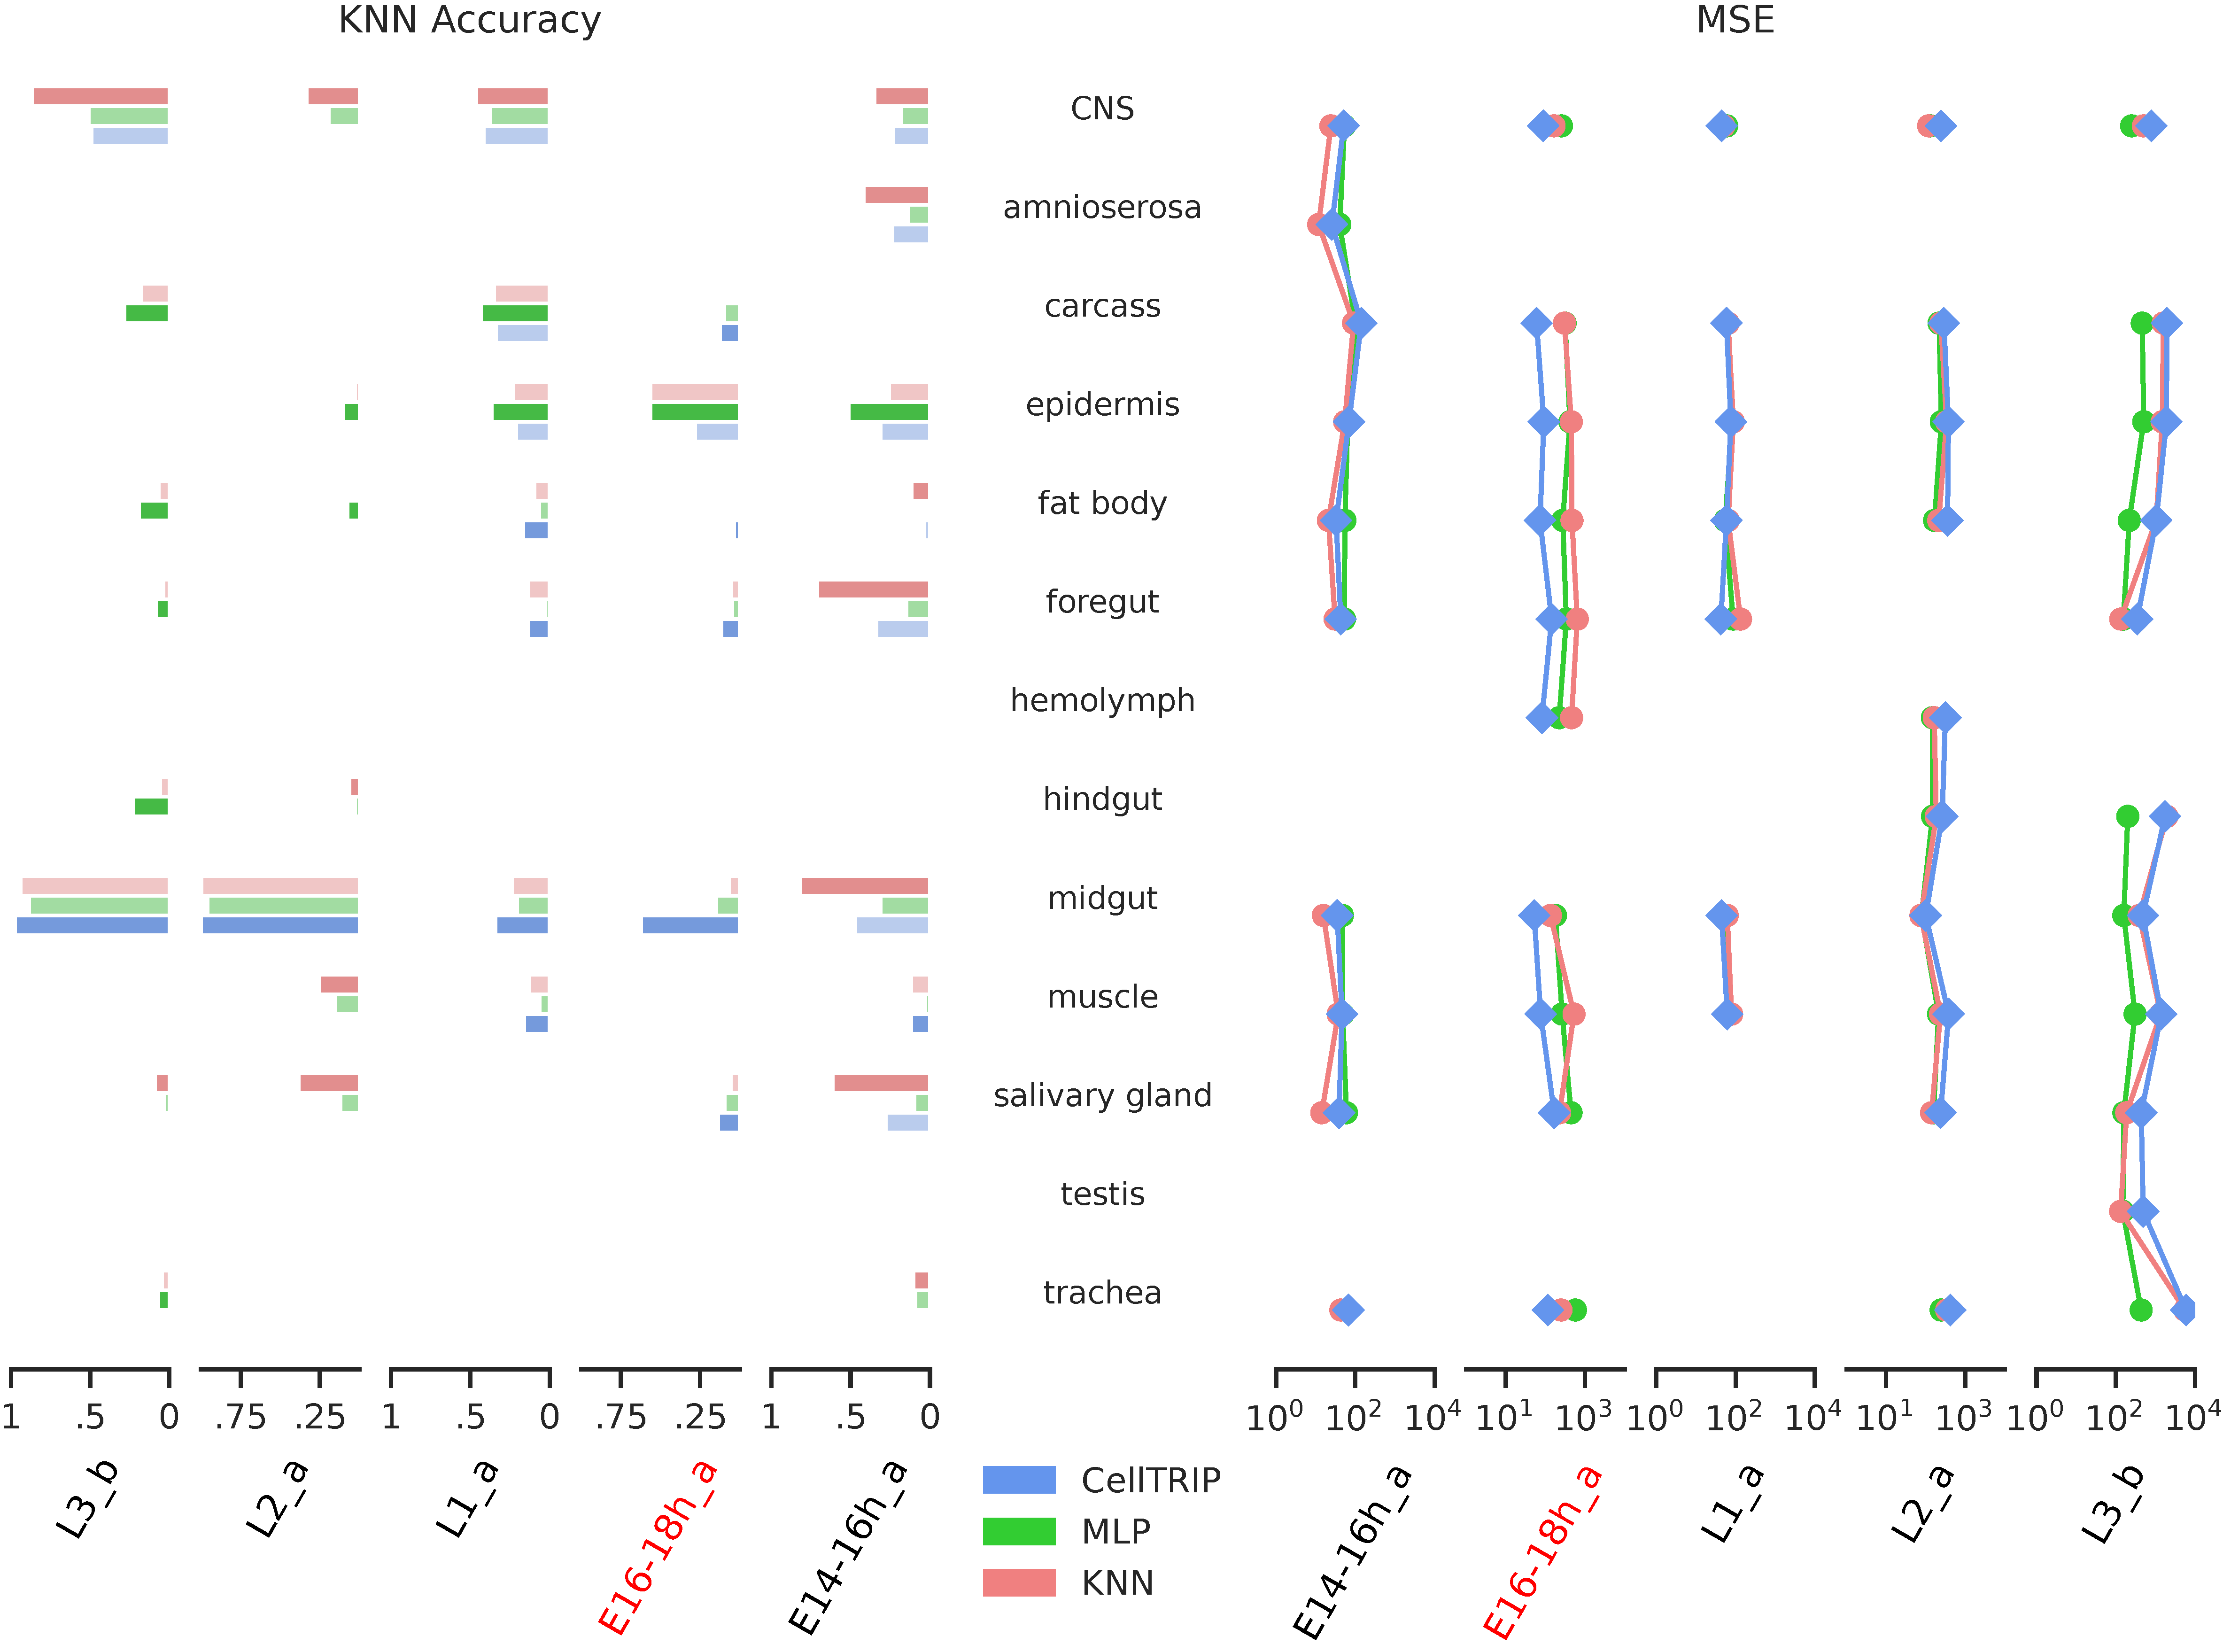 KNN Accuracy MSE
CNS
amnioserosa
carcass
epidermis
fat body
foregut
hemolymph
hindgut
midgut
muscle
salivary gland
testis
trachea
1 .5 0 .75 .25 1 .5 0 .75 .25 1 .5 0 10⁰ 10² 10⁴ 10¹ 10³ 10⁰ 10² 10⁴ 10¹ 10³ 10⁰ 10² 10⁴
L3_b L2_a L1_a E16-18h_a E14-16h_a
CellTRIP
MLP
KNN
E14-16h_a E16-18h_a L1_a L2_a L3_b